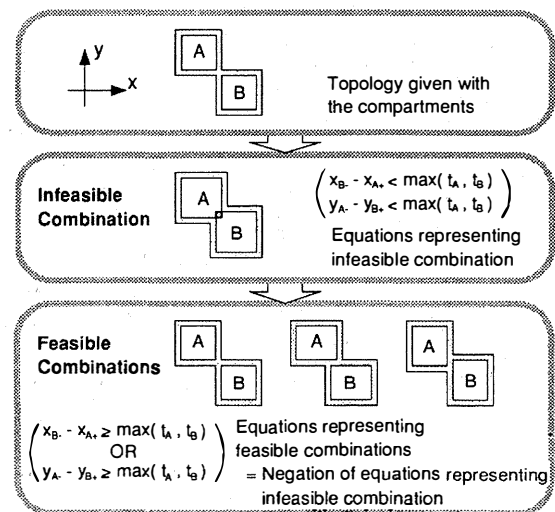 y
x
A
B
Topology given with
the compartments
Infeasible
Combination
A
B
x_B- - x_A+ < max( t_A , t_B )
y_A- - y_B+ < max( t_A , t_B )
Equations representing
infeasible combination
Feasible
Combinations
A
B
A
B
A
B
x_B- - x_A+ ≥ max( t_A , t_B )
OR
y_A- - y_B+ ≥ max( t_A , t_B )
Equations representing
feasible combinations
= Negation of equations representing
infeasible combination